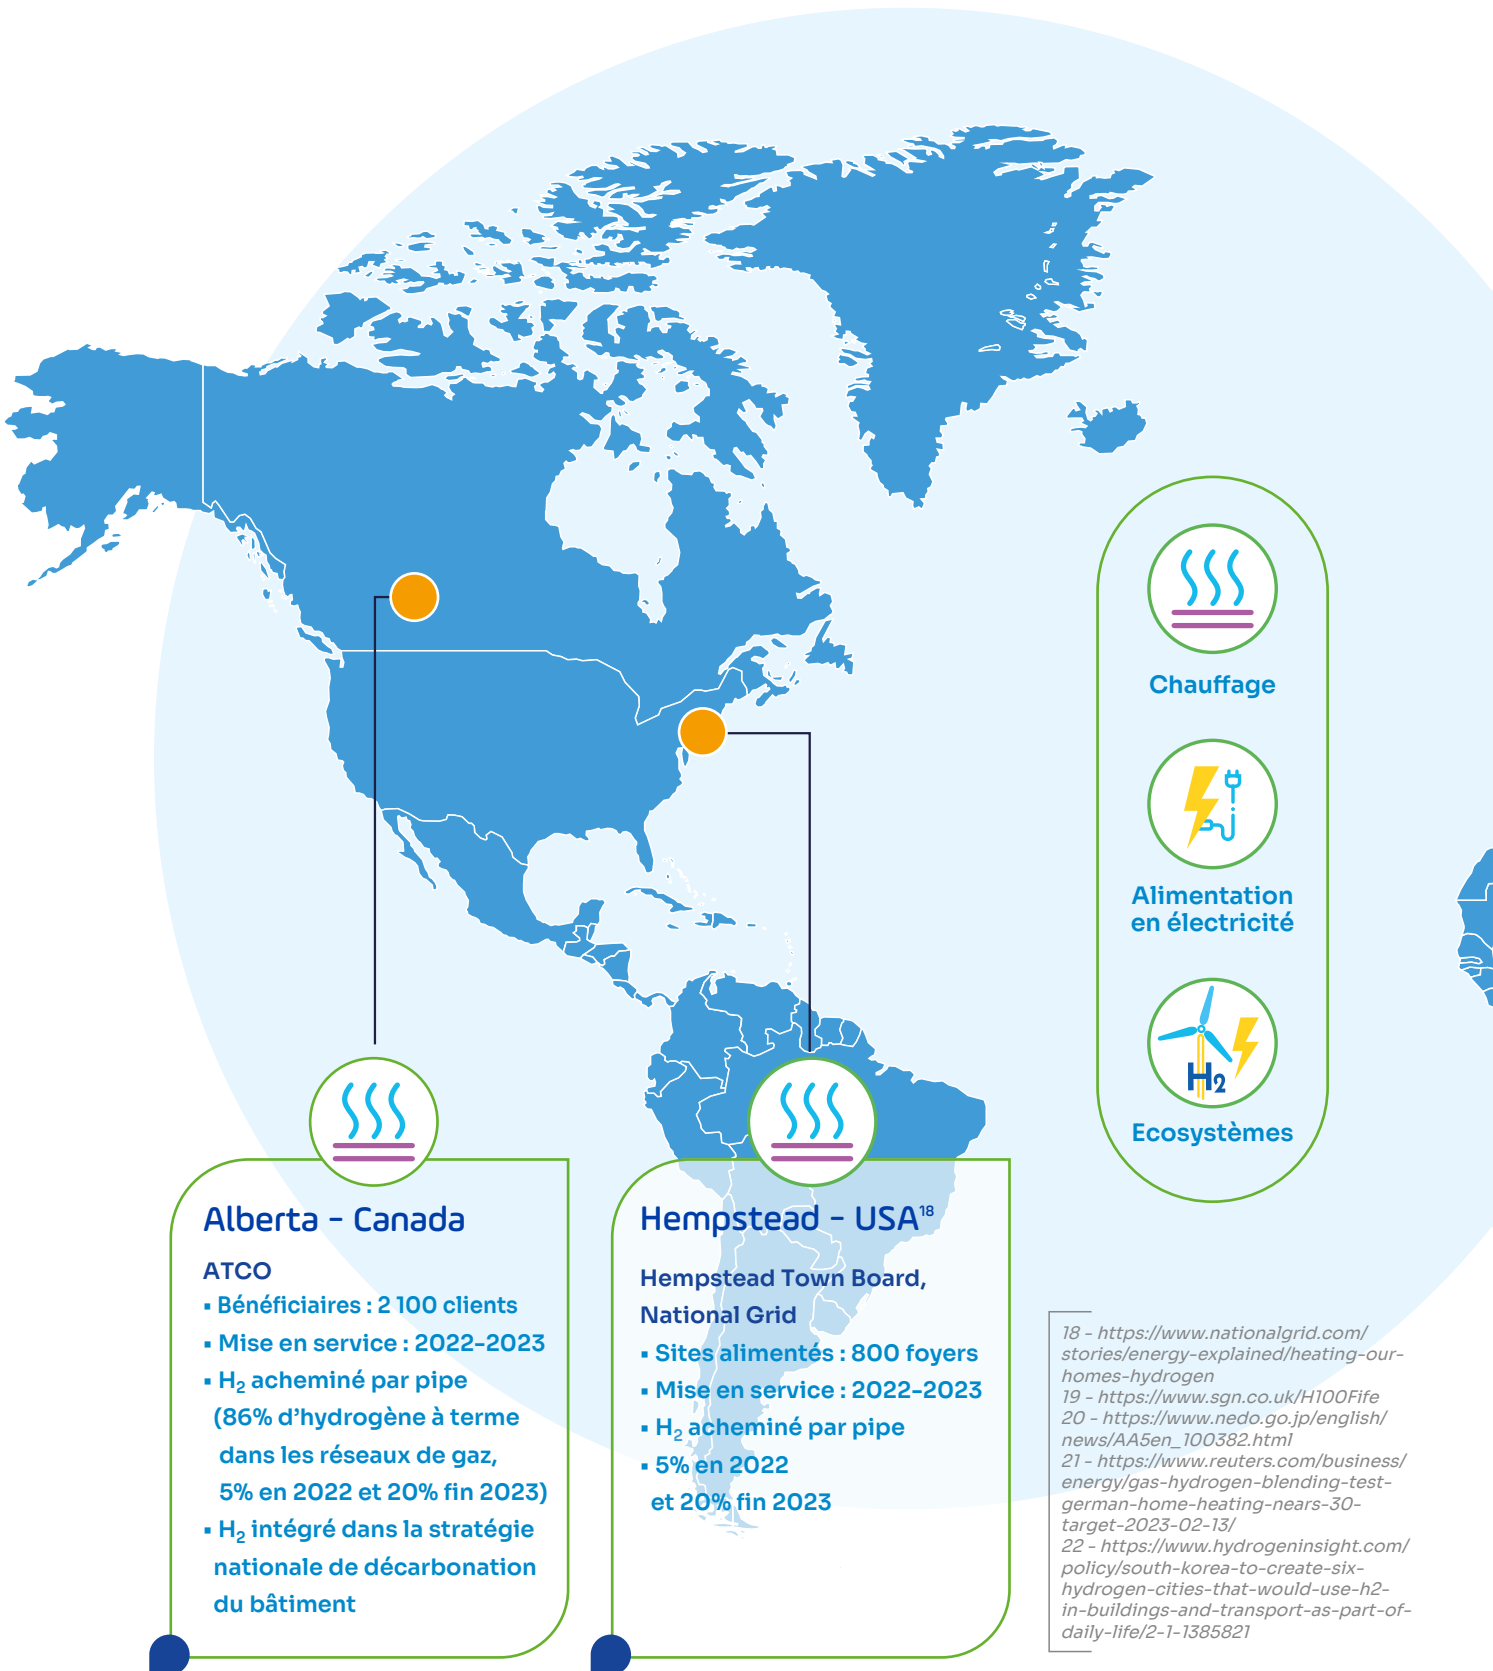 Chauffage
Alimentation
en électricité
H2
Ecosystèmes
Alberta - Canada
ATCO
▪ Bénéficiaires : 2 100 clients
▪ Mise en service : 2022-2023
▪ H₂ acheminé par pipe
(86% d’hydrogène à terme
dans les réseaux de gaz,
5% en 2022 et 20% fin 2023)
▪ H₂ intégré dans la stratégie
nationale de décarbonation
du bâtiment
Hempstead - USA¹⁸
Hempstead Town Board,
National Grid
▪ Sites alimentés : 800 foyers
▪ Mise en service : 2022-2023
▪ H₂ acheminé par pipe
▪ 5% en 2022
et 20% fin 2023
18 - https://www.nationalgrid.com/
stories/energy-explained/heating-our-
homes-hydrogen
19 - https://www.sgn.co.uk/H100Fife
20 - https://www.nedo.go.jp/english/
news/AA5en_100382.html
21 - https://www.reuters.com/business/
energy/gas-hydrogen-blending-test-
german-home-heating-nears-30-
target-2023-02-13/
22 - https://www.hydrogeninsight.com/
policy/south-korea-to-create-six-
hydrogen-cities-that-would-use-h2-
in-buildings-and-transport-as-part-of-
daily-life/2-1-1385821